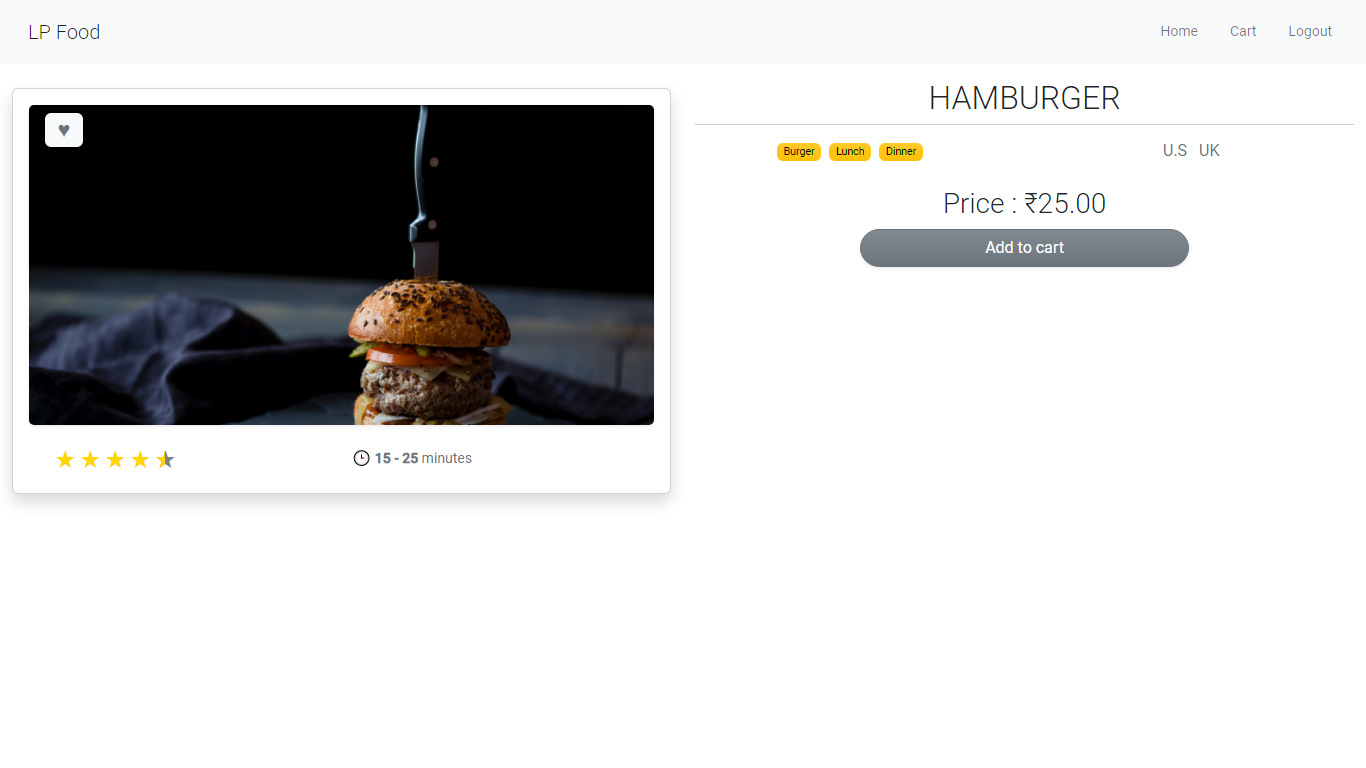 LP Food
Home Cart Logout
♥
HAMBURGER
Burger Lunch Dinner
U.S UK
Price : ₹25.00
Add to cart
15 - 25 minutes